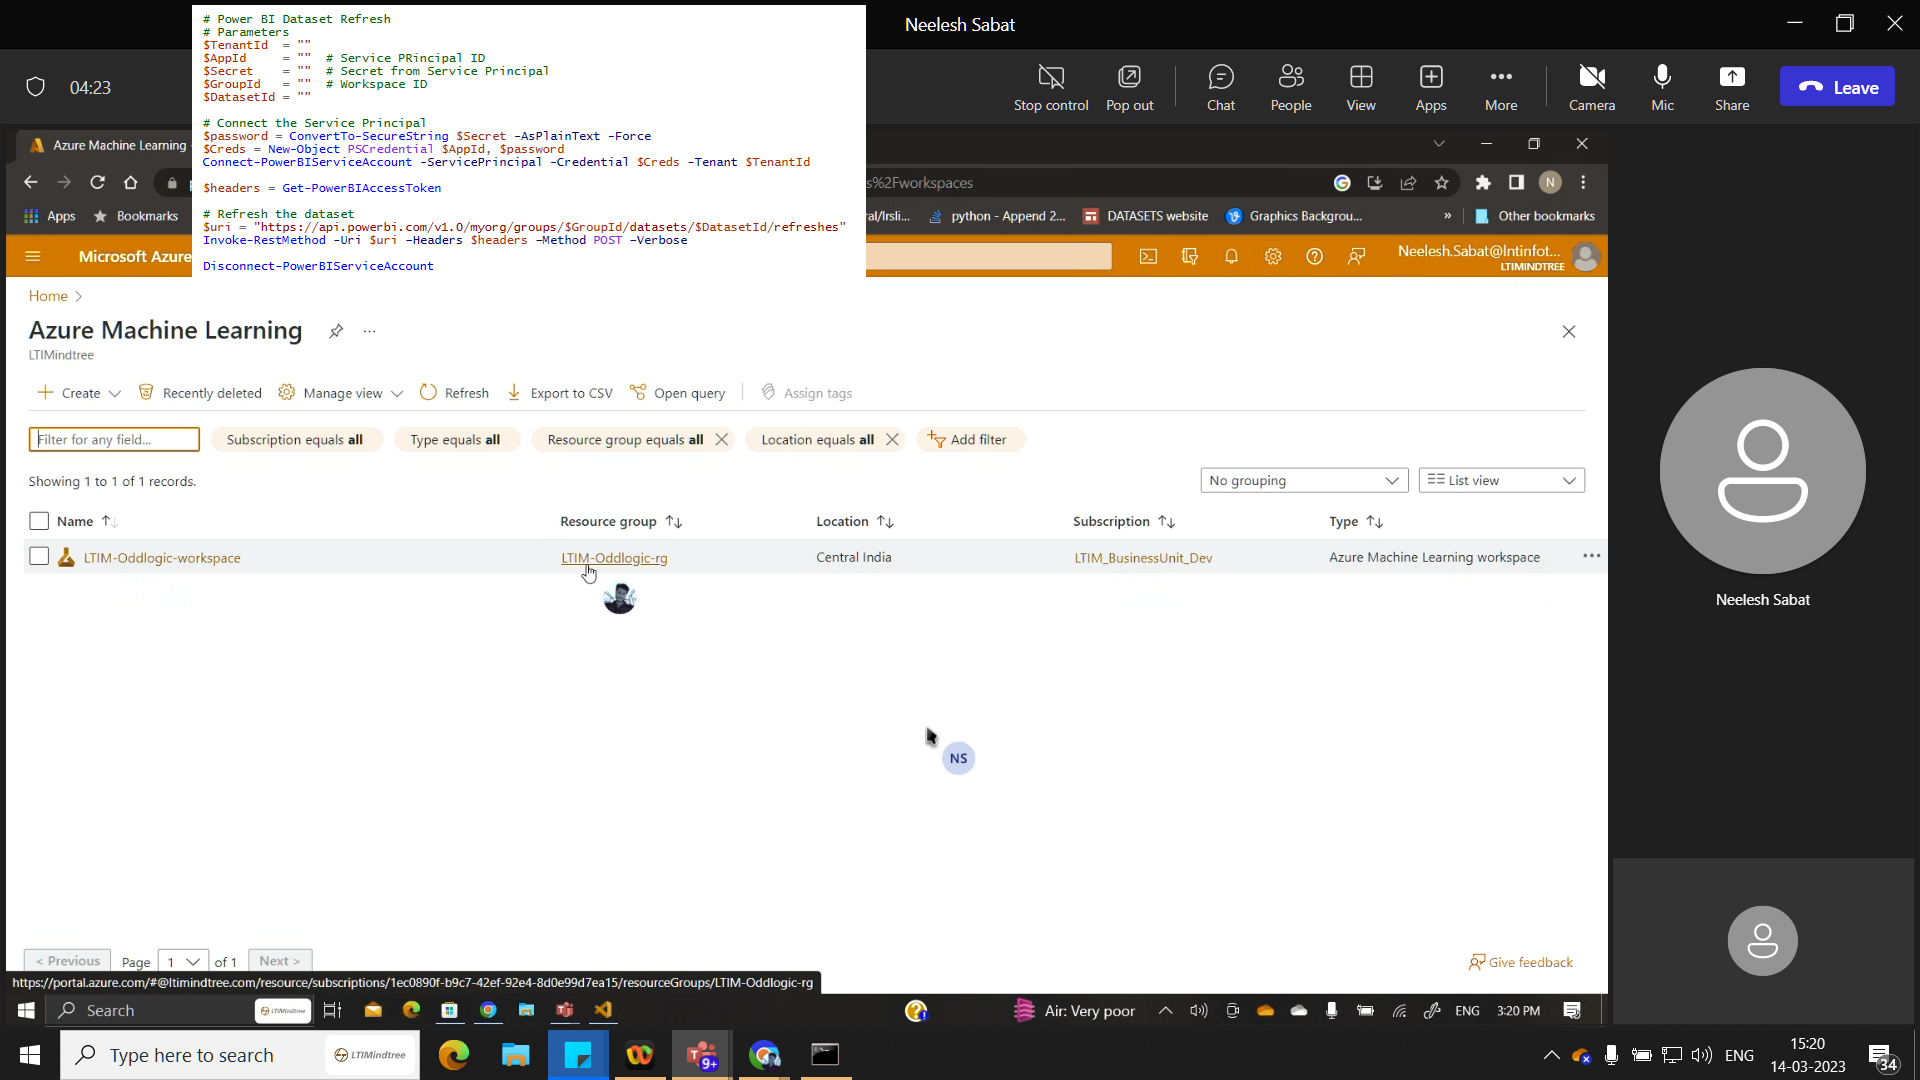 Neelesh Sabat
# Power BI Dataset Refresh
# Parameters
$TenantId = ""
$AppId = "" # Service PRincipal ID
$Secret = "" # Secret from Service Principal
$GroupId = "" # Workspace ID
$DatasetId = ""
# Connect the Service Principal
$password = ConvertTo-SecureString $Secret -AsPlainText -Force
$Creds = New-Object PSCredential $AppId, $password
Connect-PowerBIServiceAccount -ServicePrincipal -Credential $Creds -Tenant $TenantId
$headers = Get-PowerBIAccessToken
# Refresh the dataset
$uri = "https://api.powerbi.com/v1.0/myorg/groups/$GroupId/datasets/$DatasetId/refreshes"
Invoke-RestMethod -Uri $uri -Headers $headers -Method POST -Verbose
Disconnect-PowerBIServiceAccount
04:23
Stop control Pop out Chat People View Apps More Camera Mic Share Leave
Azure Machine Learning
s%2Fworkspaces N
Apps Bookmarks al/lrsli... python - Append 2... DATASETS website Graphics Backgrou... » Other bookmarks
Microsoft Azure
Neelesh.Sabat@lntinfot...
LTIMINDTREE
Home
Azure Machine Learning ...
LTIMindtree
Create Recently deleted Manage view Refresh Export to CSV Open query Assign tags
Filter for any field... Subscription equals all Type equals all Resource group equals all Location equals all Add filter
Showing 1 to 1 of 1 records. No grouping List view
Name Resource group Location Subscription Type
LTIM-Oddlogic-workspace LTIM-Oddlogic-rg Central India LTIM_BusinessUnit_Dev Azure Machine Learning workspace
Neelesh Sabat
NS
< Previous Page 1 of 1 Next > Give feedback
https://portal.azure.com/#@ltimindtree.com/resource/subscriptions/1ec0890f-b9c7-42ef-92e4-8d0e99d7ea15/resourceGroups/LTIM-Oddlogic-rg
Search LTIMindtree Air: Very poor ENG 3:20 PM
Type here to search LTIMindtree 9+ ENG 15:20
14-03-2023 34